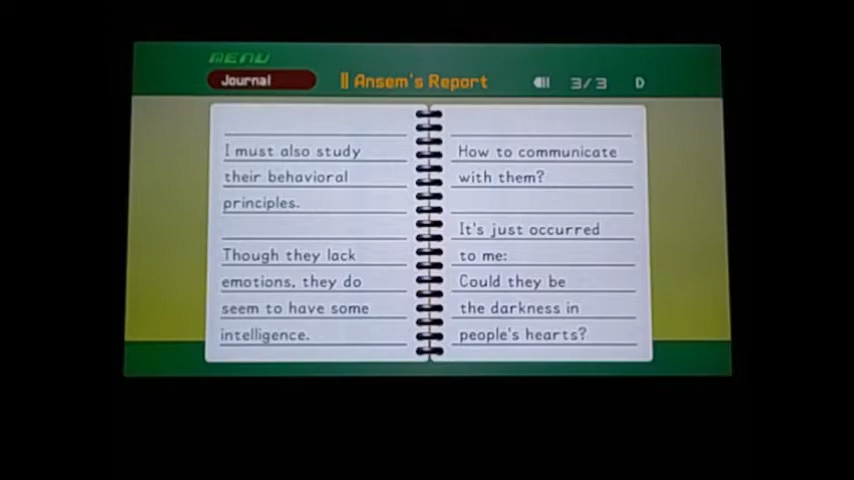 MENU
Journal
Ansem's Report
3/3
D
I must also study
their behavioral
principles.
Though they lack
emotions, they do
seem to have some
intelligence.
How to communicate
with them?
It's just occurred
to me:
Could they be
the darkness in
people's hearts?